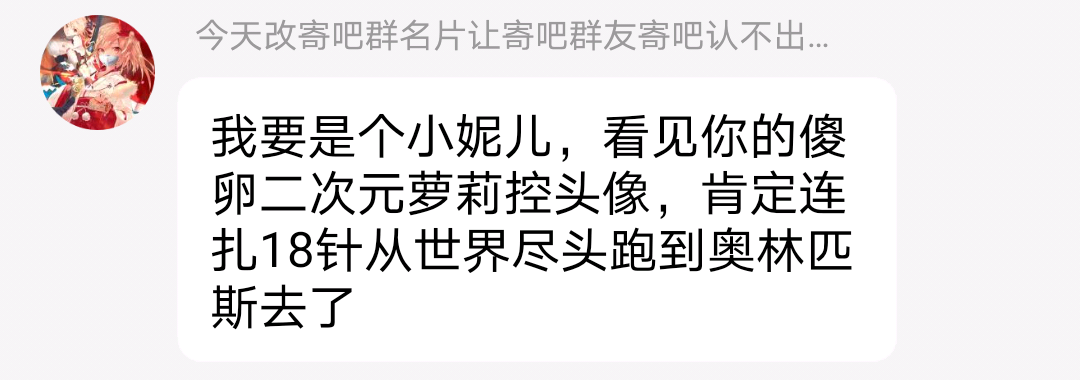 今天改寄吧群名片让寄吧群友寄吧认不出...
我要是个小妮儿，看见你的傻
卵二次元萝莉控头像，肯定连
扎18针从世界尽头跑到奥林匹
斯去了